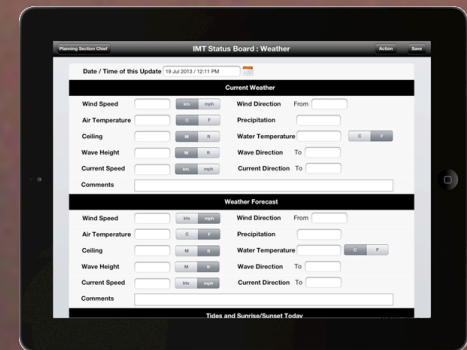 Planning Section Chief IMT Status Board : Weather Action Save
Date / Time of this Update 19 Jul 2013 / 12:11 PM
Current Weather
Wind Speed kts mph Wind Direction From
Air Temperature C F Precipitation
Ceiling M ft Water Temperature C F
Wave Height M ft Wave Direction To
Current Speed kts mph Current Direction To
Comments
Weather Forecast
Wind Speed kts mph Wind Direction From
Air Temperature C F Precipitation
Ceiling M ft Water Temperature C F
Wave Height M ft Wave Direction To
Current Speed kts mph Current Direction To
Comments
Tides and Sunrise/Sunset Today